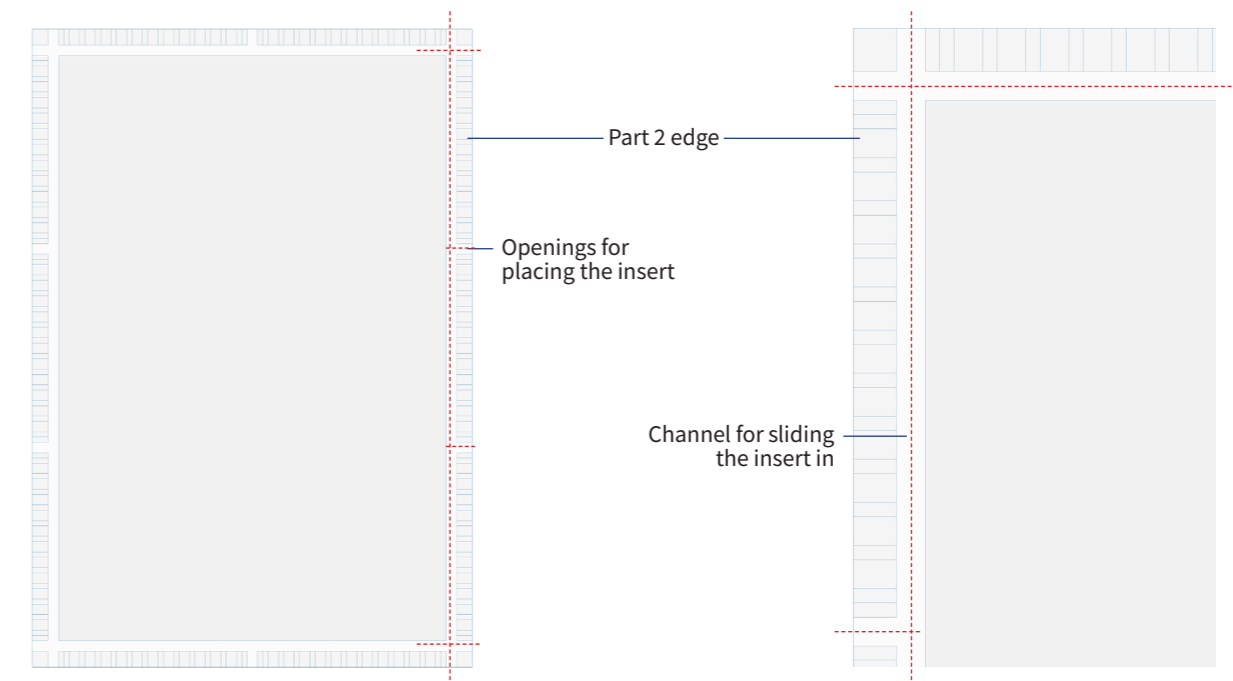 Part 2 edge
Openings for
placing the insert
Channel for sliding
the insert in